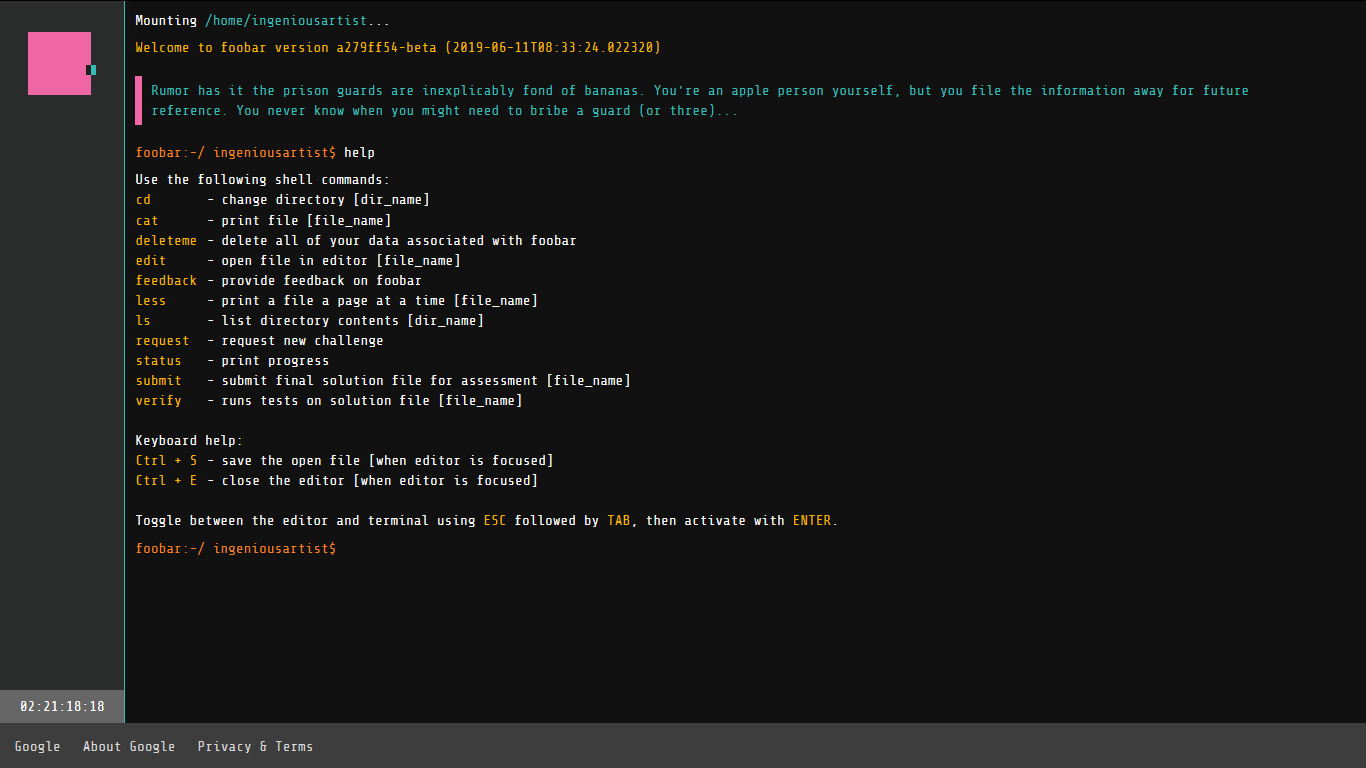 Mounting /home/ingeniousartist...
Welcome to foobar version a279ff54-beta (2019-06-11T08:33:24.022320)
Rumor has it the prison guards are inexplicably fond of bananas. You're an apple person yourself, but you file the information away for future
reference. You never know when you might need to bribe a guard (or three)...
foobar:~/ ingeniousartist$ help
Use the following shell commands:
cd - change directory [dir_name]
cat - print file [file_name]
deleteme - delete all of your data associated with foobar
edit - open file in editor [file_name]
feedback - provide feedback on foobar
less - print a file a page at a time [file_name]
ls - list directory contents [dir_name]
request - request new challenge
status - print progress
submit - submit final solution file for assessment [file_name]
verify - runs tests on solution file [file_name]
Keyboard help:
Ctrl + S - save the open file [when editor is focused]
Ctrl + E - close the editor [when editor is focused]
Toggle between the editor and terminal using ESC followed by TAB, then activate with ENTER.
foobar:~/ ingeniousartist$
02:21:18:18
Google About Google Privacy & Terms